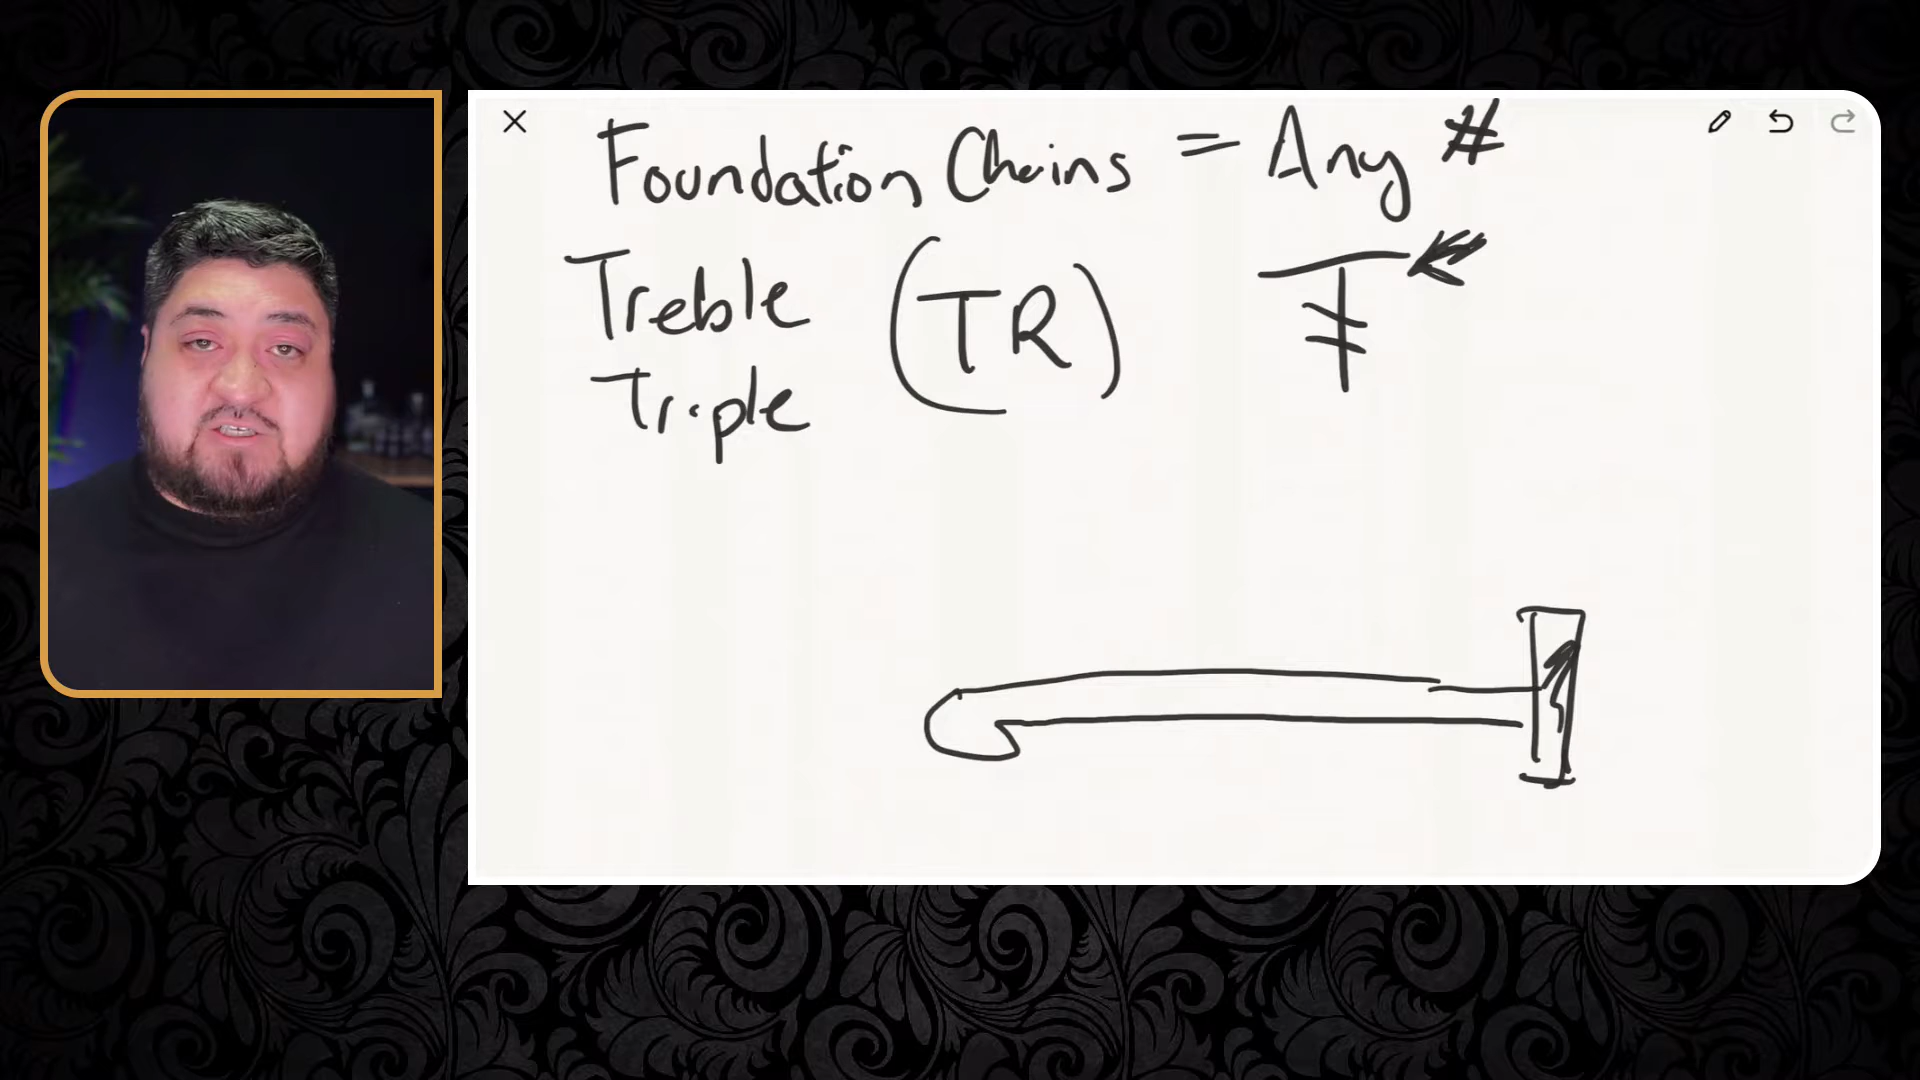 Foundation Chains = Any #
Treble (TR)
Triple